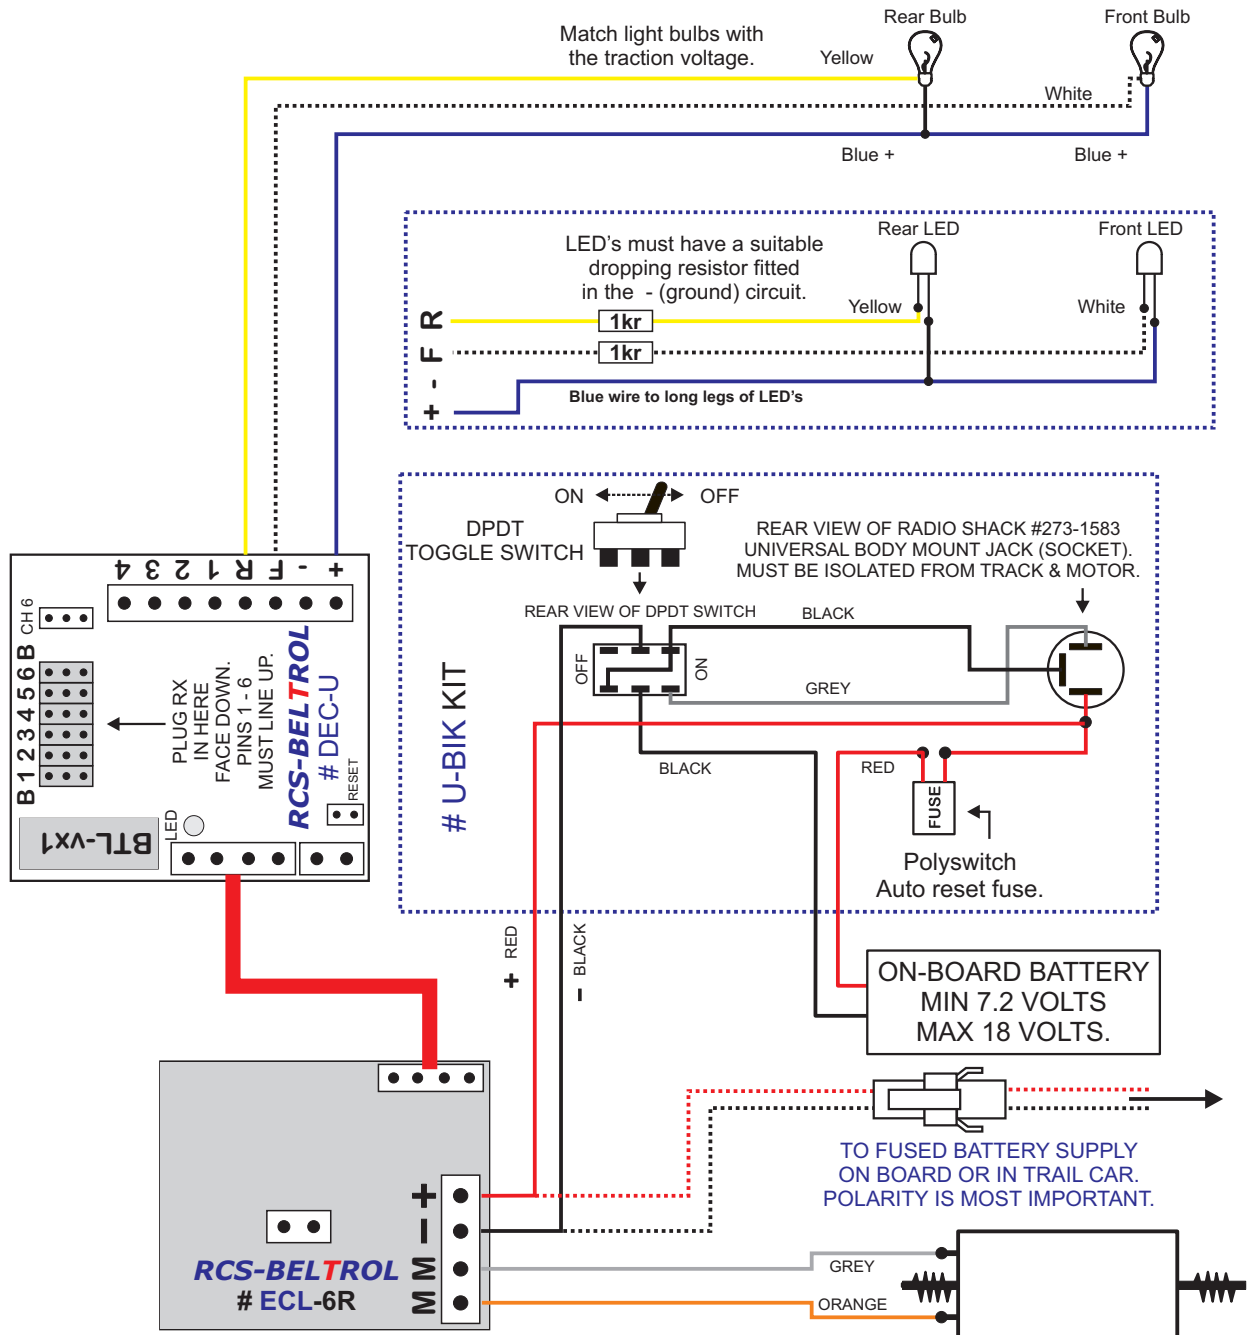 Rear Bulb
Front Bulb
Match light bulbs with
the traction voltage.
Yellow
White
Blue +
Blue +
LED's must have a suitable
dropping resistor fitted
in the - (ground) circuit.
Rear LED
Front LED
Yellow
White
R
1kr
F
1kr
-
+
Blue wire to long legs of LED's
ON
OFF
DPDT
TOGGLE SWITCH
REAR VIEW OF RADIO SHACK #273-1583
UNIVERSAL BODY MOUNT JACK (SOCKET).
MUST BE ISOLATED FROM TRACK & MOTOR.
REAR VIEW OF DPDT SWITCH
BLACK
OFF
ON
GREY
BLACK
RED
FUSE
Polyswitch
Auto reset fuse.
# U-BIK KIT
4 3 2 1 R F - +
CH 6
B 1 2 3 4 5 6 B
PLUG RX
IN HERE
FACE DOWN.
PINS 1 - 6
MUST LINE UP.
RCS-BELTROL
# DEC-U
RESET
LED
BTL-vx1
+ RED
- BLACK
ON-BOARD BATTERY
MIN 7.2 VOLTS
MAX 18 VOLTS.
TO FUSED BATTERY SUPPLY
ON BOARD OR IN TRAIL CAR.
POLARITY IS MOST IMPORTANT.
M M - +
RCS-BELTROL
# ECL-6R
GREY
ORANGE